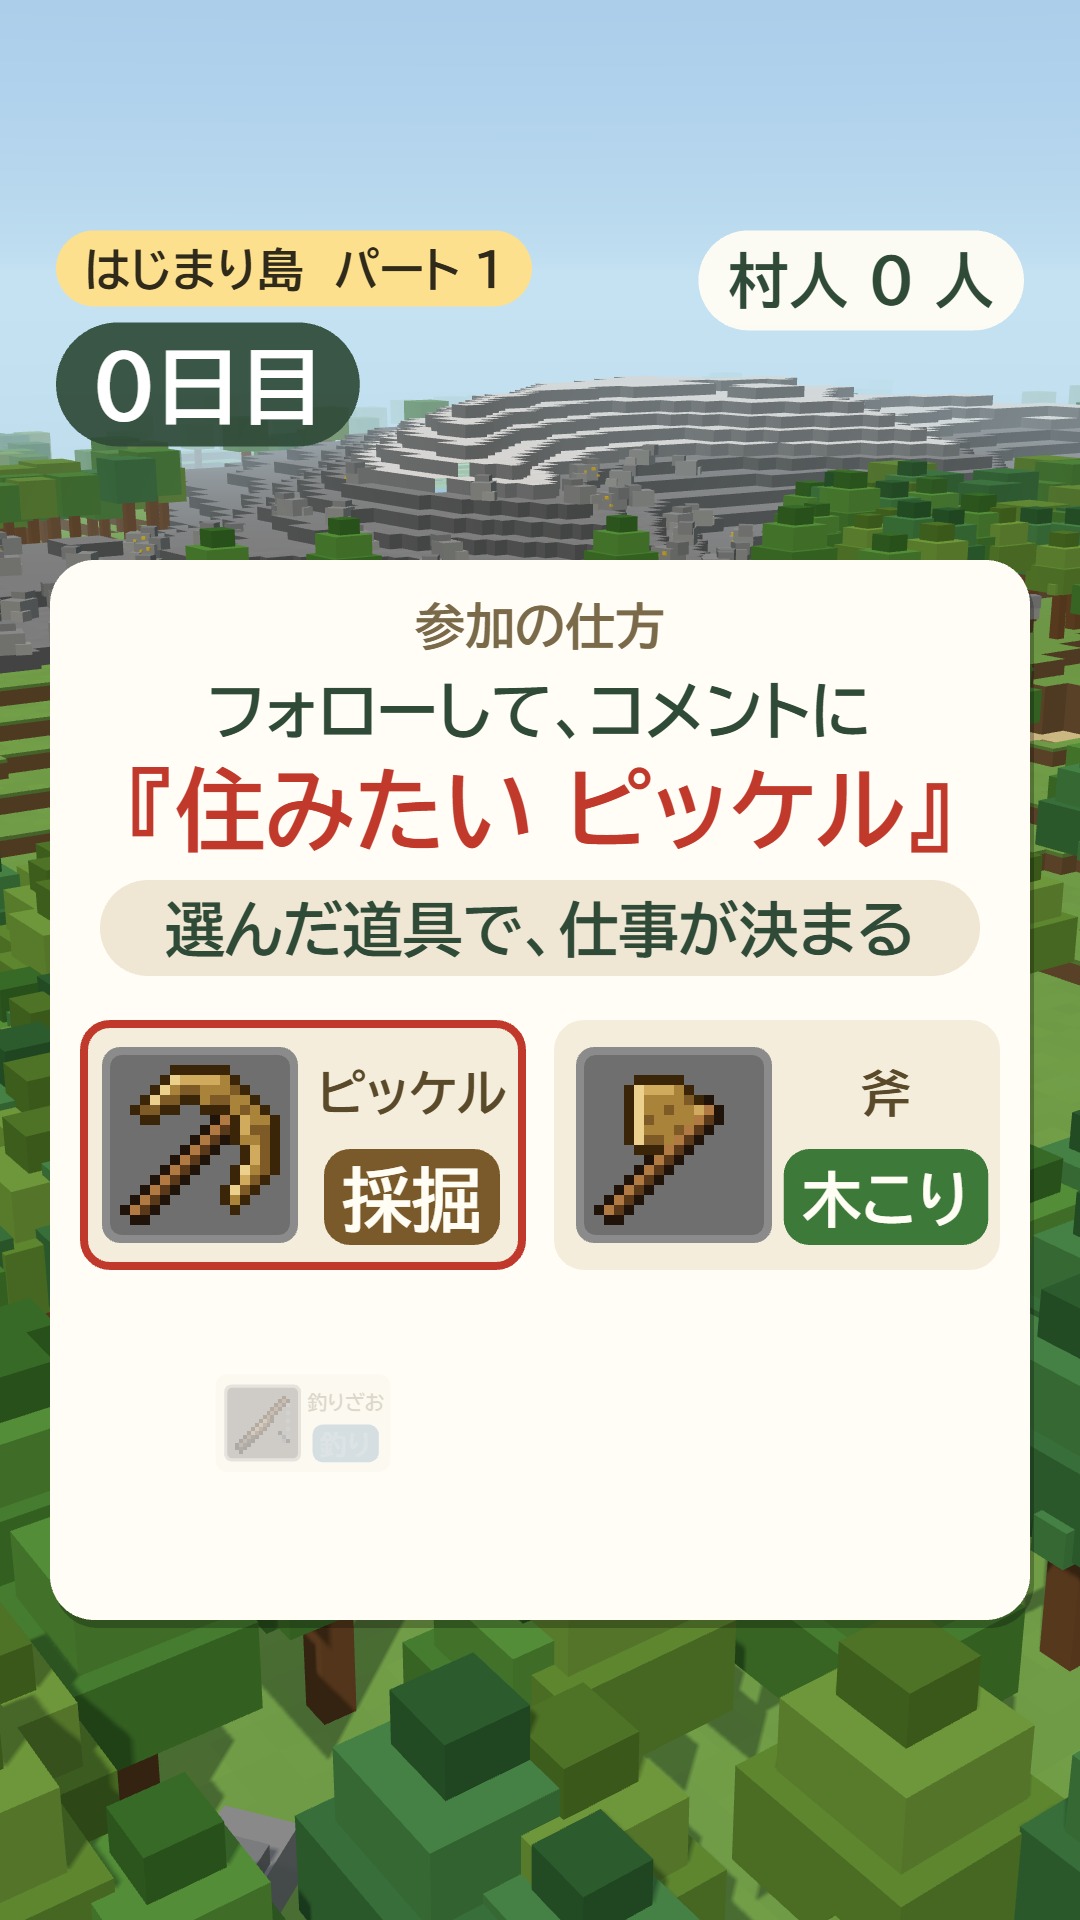 はじまり島 パート 1
村人 0 人
0日目
参加の仕方
フォローして、コメントに
『住みたい ピッケル』
選んだ道具で、仕事が決まる
ピッケル
採掘
斧
木こり
釣りざお
釣り